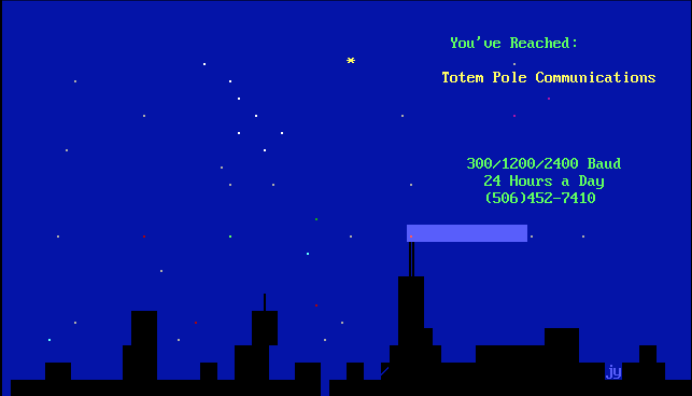 You've Reached:
Totem Pole Communications
300/1200/2400 Baud
24 Hours a Day
(506)452-7410
jy